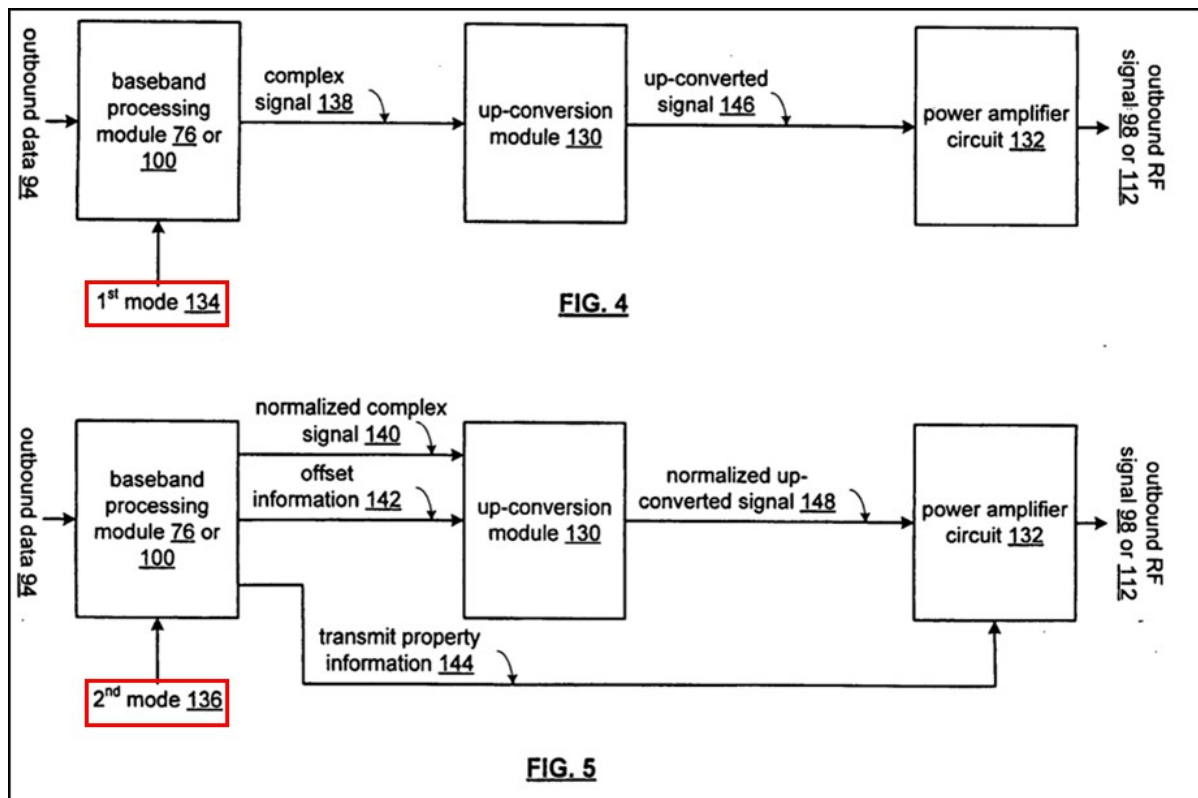 outbound data 94
baseband
processing
module 76 or
100
complex
signal 138
up-conversion
module 130
up-converted
signal 146
power amplifier
circuit 132
outbound RF
signal 98 or
112
1st mode 134
FIG. 4
outbound data 94
baseband
processing
module 76 or
100
normalized complex
signal 140
offset
information 142
up-conversion
module 130
normalized up-
converted signal 148
power amplifier
circuit 132
outbound RF
signal 98 or
112
transmit property
information 144
2nd mode 136
FIG. 5